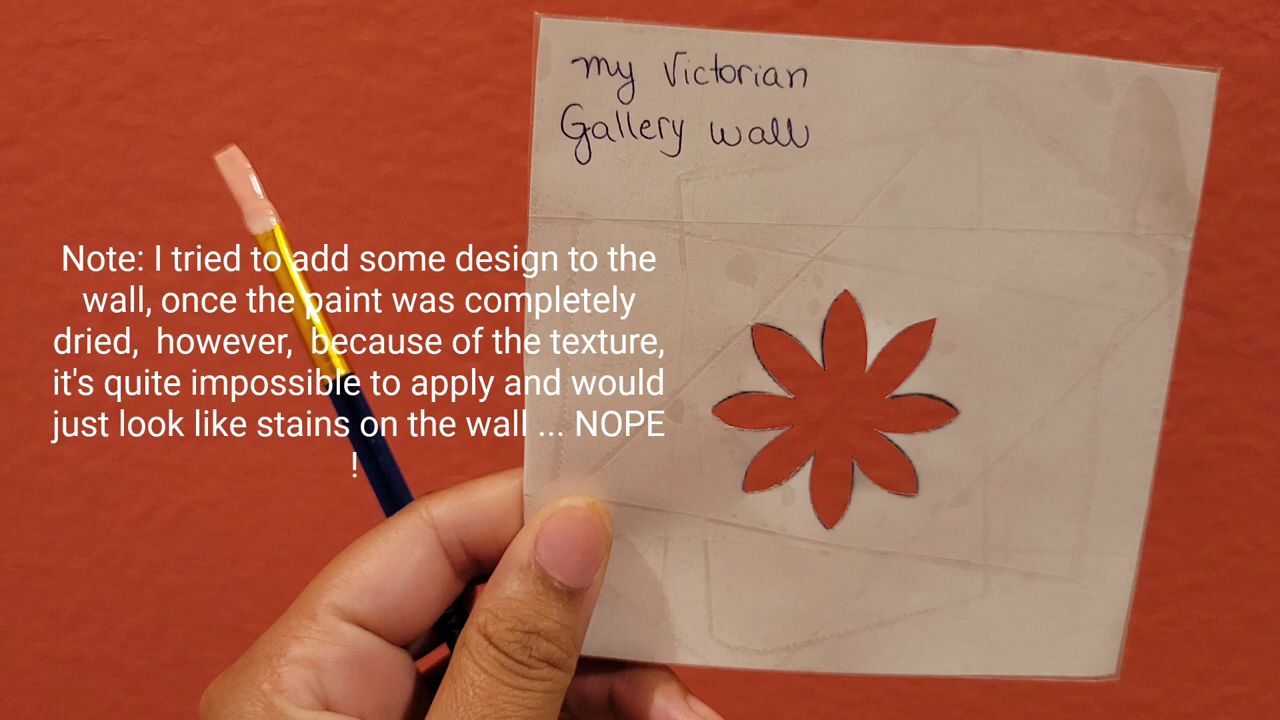 my Victorian
Gallery wall
Note: I tried to add some design to the
wall, once the paint was completely
dried,  however,  because of the texture,
it's quite impossible to apply and would
just look like stains on the wall ... NOPE
!